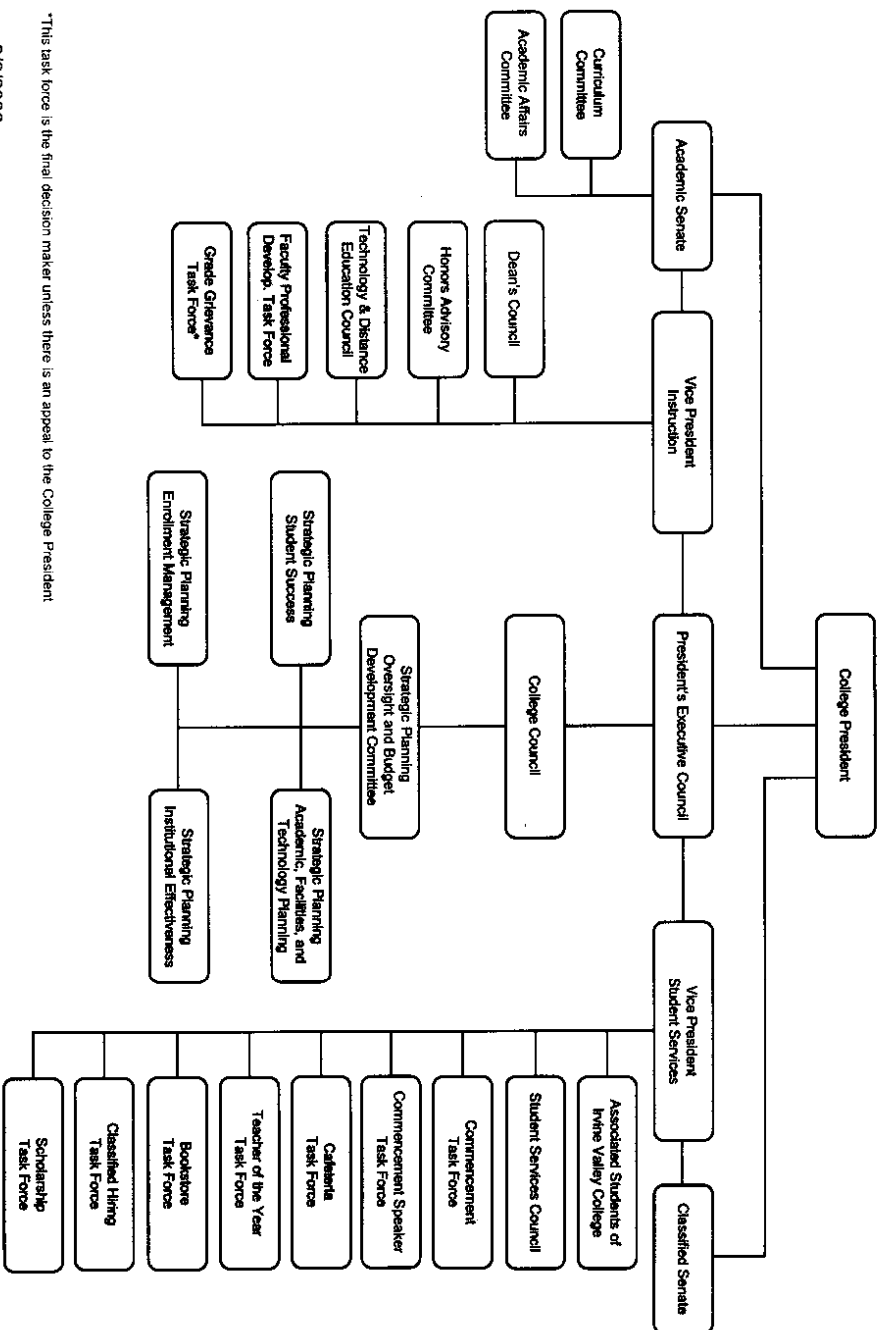 College President
Academic Senate
Vice President
Instruction
President's Executive Council
Vice President
Student Services
Classified Senate
Curriculum
Committee
Academic Affairs
Committee
Dean's Council
Honors Advisory
Committee
Technology & Distance
Education Council
Faculty Professional
Develop. Task Force
Grade Grievance
Task Force*
College Council
Strategic Planning
Oversight and Budget
Development Committee
Strategic Planning
Student Success
Strategic Planning
Academic, Facilities, and
Technology Planning
Strategic Planning
Enrollment Management
Strategic Planning
Institutional Effectiveness
Associated Students of
Irvine Valley College
Student Services Council
Commencement
Task Force
Commencement Speaker
Task Force
Cafeteria
Task Force
Teacher of the Year
Task Force
Bookstore
Task Force
Classified Hiring
Task Force
Scholarship
Task Force
*This task force is the final decision maker unless there is an appeal to the College President